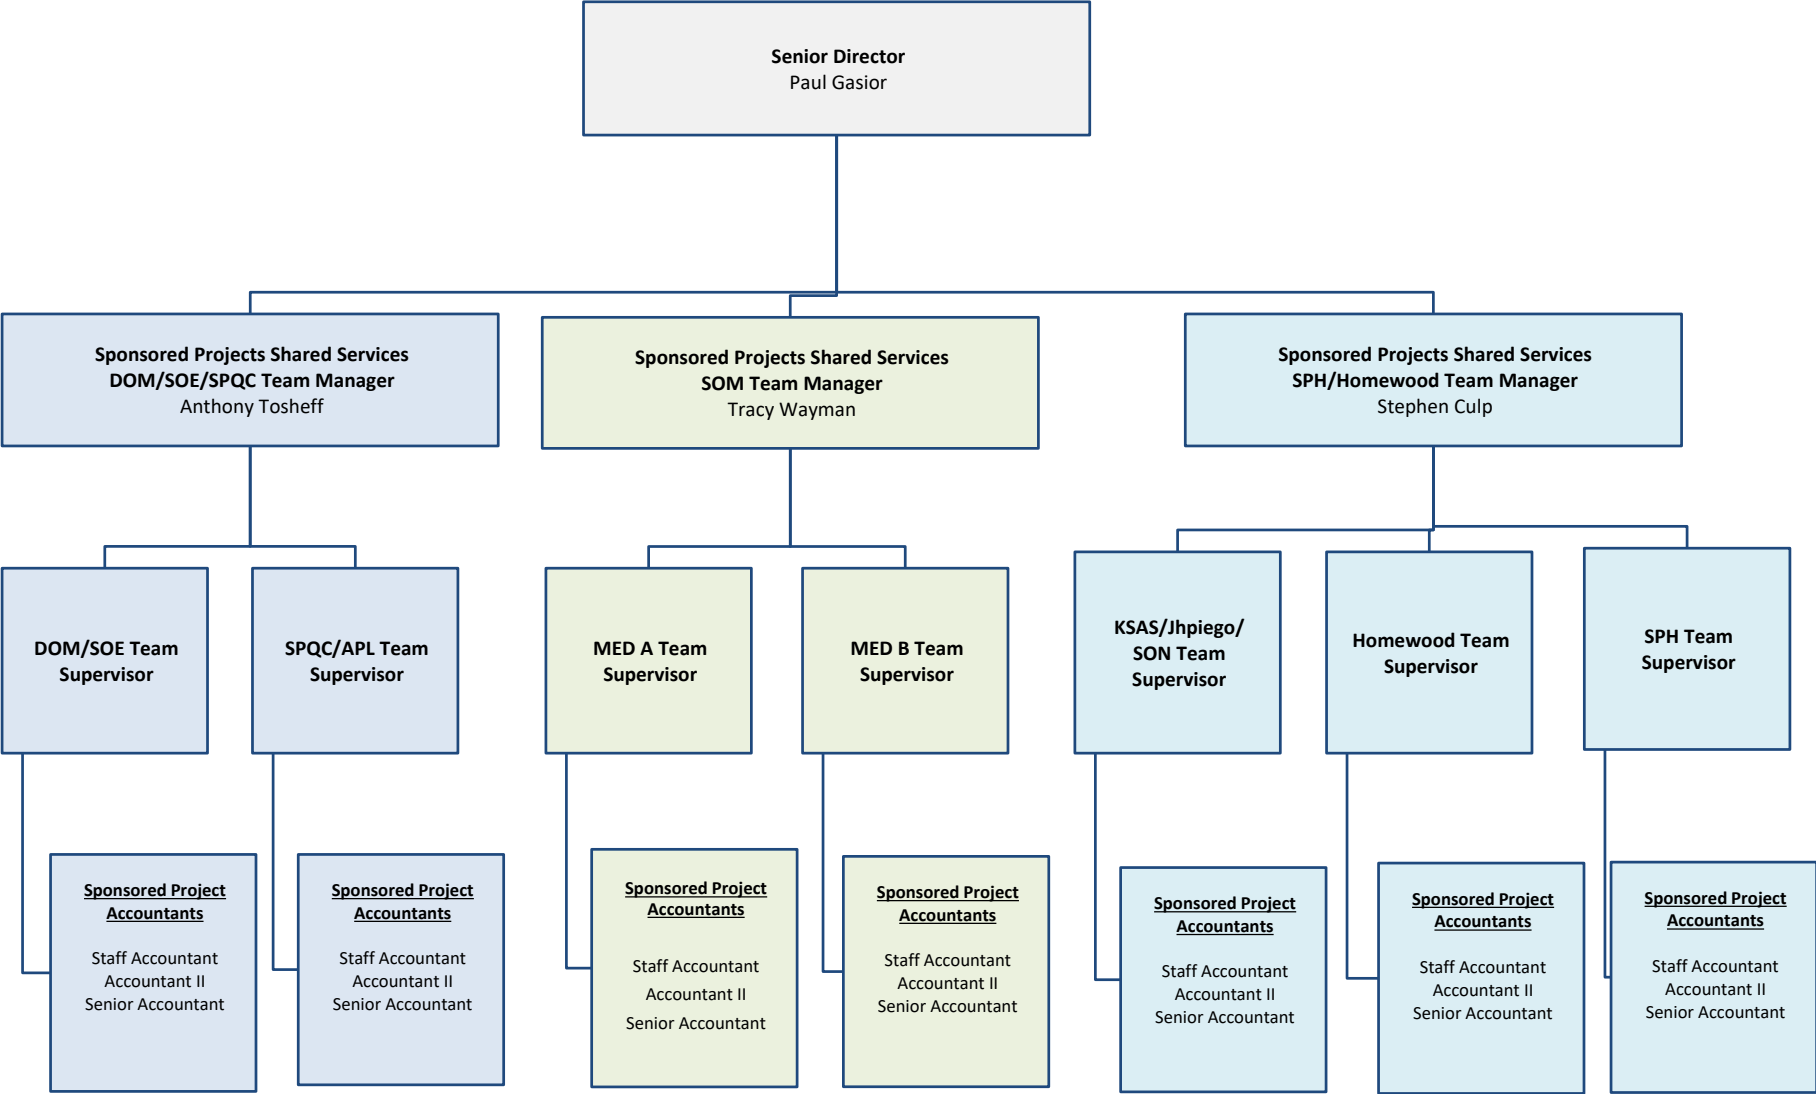 Senior Director
Paul Gasior
Sponsored Projects Shared Services
DOM/SOE/SPQC Team Manager
Anthony Tosheff
Sponsored Projects Shared Services
SOM Team Manager
Tracy Wayman
Sponsored Projects Shared Services
SPH/Homewood Team Manager
Stephen Culp
DOM/SOE Team
Supervisor
SPQC/APL Team
Supervisor
MED A Team
Supervisor
MED B Team
Supervisor
KSAS/Jhpiego/
SON Team
Supervisor
Homewood Team
Supervisor
SPH Team
Supervisor
Sponsored Project
Accountants
Staff Accountant
Accountant II
Senior Accountant
Sponsored Project
Accountants
Staff Accountant
Accountant II
Senior Accountant
Sponsored Project
Accountants
Staff Accountant
Accountant II
Senior Accountant
Sponsored Project
Accountants
Staff Accountant
Accountant II
Senior Accountant
Sponsored Project
Accountants
Staff Accountant
Accountant II
Senior Accountant
Sponsored Project
Accountants
Staff Accountant
Accountant II
Senior Accountant
Sponsored Project
Accountants
Staff Accountant
Accountant II
Senior Accountant